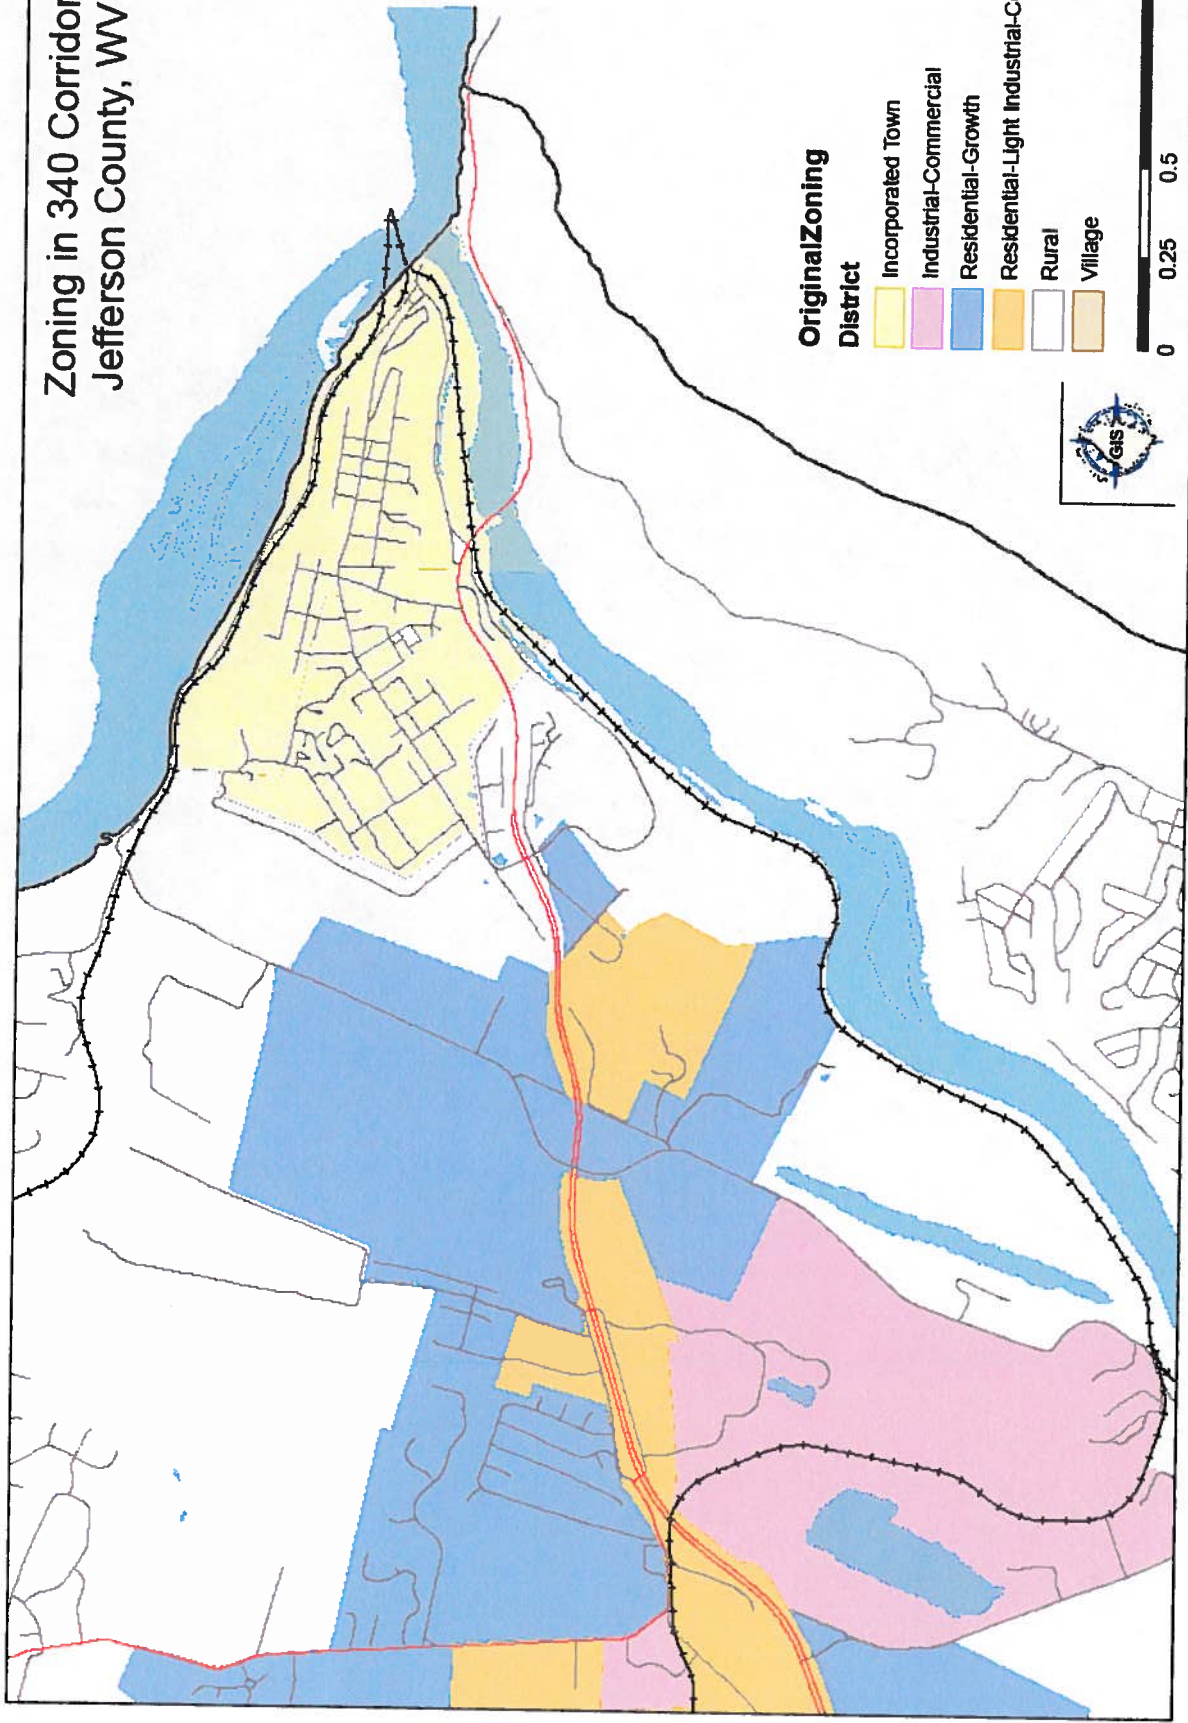 Zoning in 340 Corridor
Jefferson County, WV
OriginalZoning
District
Incorporated Town
Industrial-Commercial
Residential-Growth
Residential-Light Industrial-C
Rural
Village
0 0.25 0.5
GIS